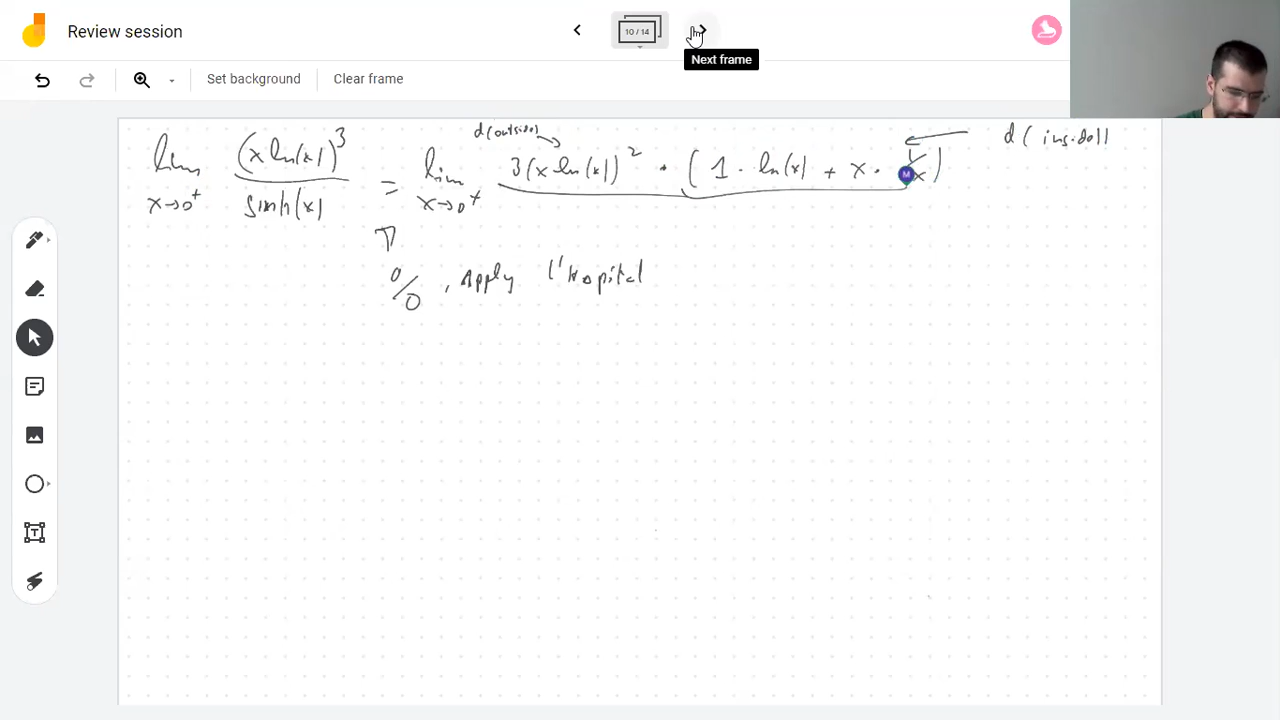 Review session
10 / 14
Next frame
Set background Clear frame
d(outside) d(inside)
lim x→0⁺ (x ln(x))³ / sinh(x) = lim x→0⁺ 3(x ln(x))² · (1 · ln(x) + x · 1/x)
M
0/0, Apply l'Hopital
T